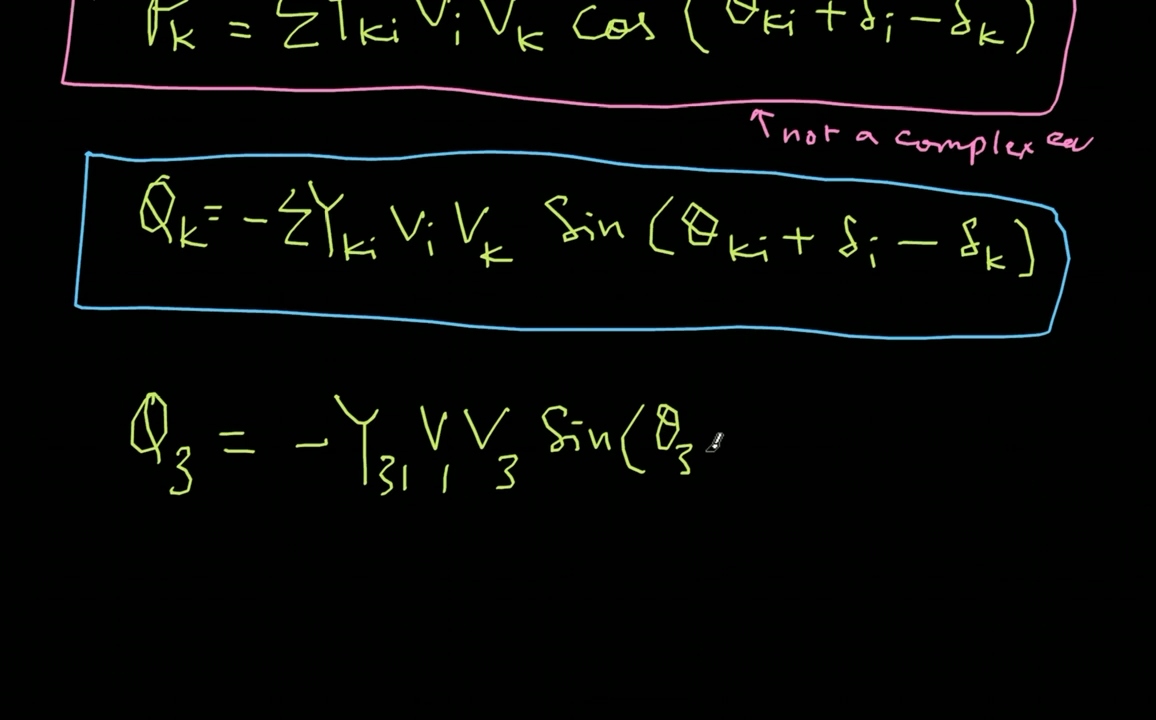 P_k = ΣY_ki V_i V_k Cos (θ_ki + δ_i - δ_k)
↑ not a complex eq
Q_k = - ΣY_ki V_i V_k Sin (θ_ki + δ_i - δ_k)
Q_3 = - Y_31 V_1 V_3 Sin(θ_3